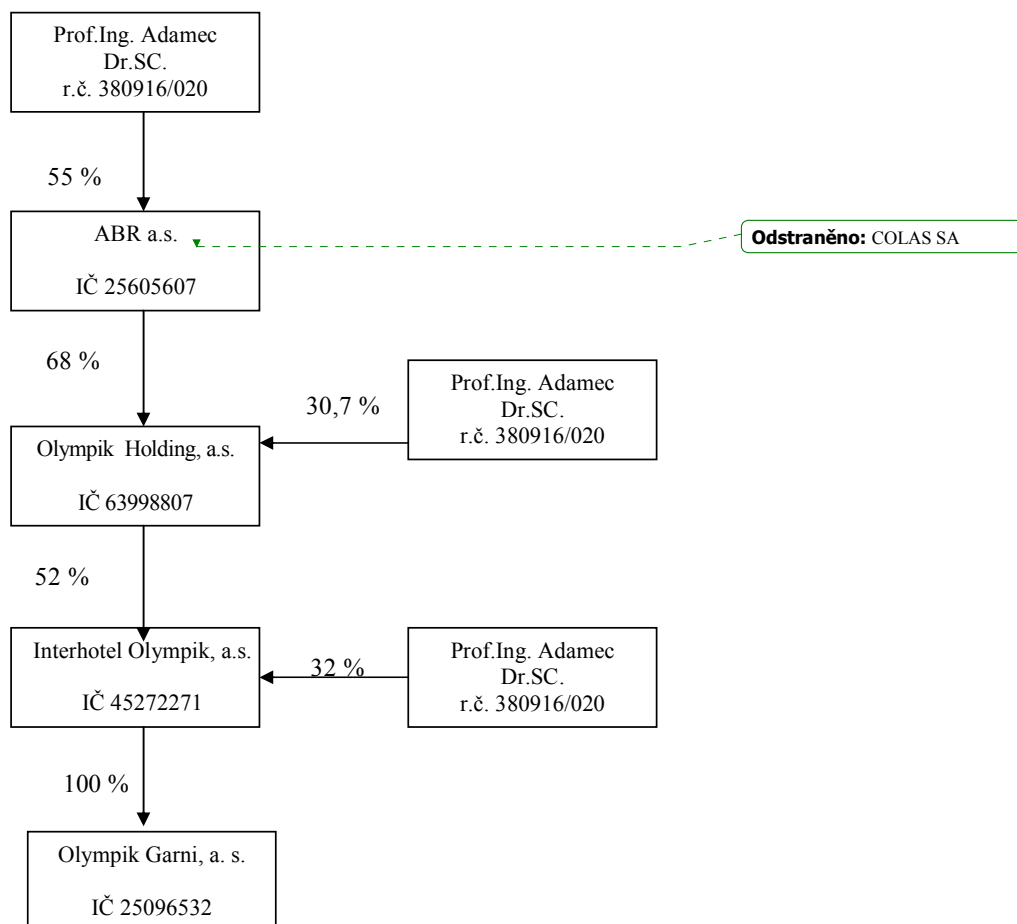 Prof.Ing. Adamec
Dr.SC.
r.č. 380916/020
55 %
ABR a.s.
IČ 25605607
Odstraněno: COLAS SA
68 %
Prof.Ing. Adamec
Dr.SC.
r.č. 380916/020
30,7 %
Olympik Holding, a.s.
IČ 63998807
52 %
Interhotel Olympik, a.s.
IČ 45272271
32 %
Prof.Ing. Adamec
Dr.SC.
r.č. 380916/020
100 %
Olympik Garni, a. s.
IČ 25096532